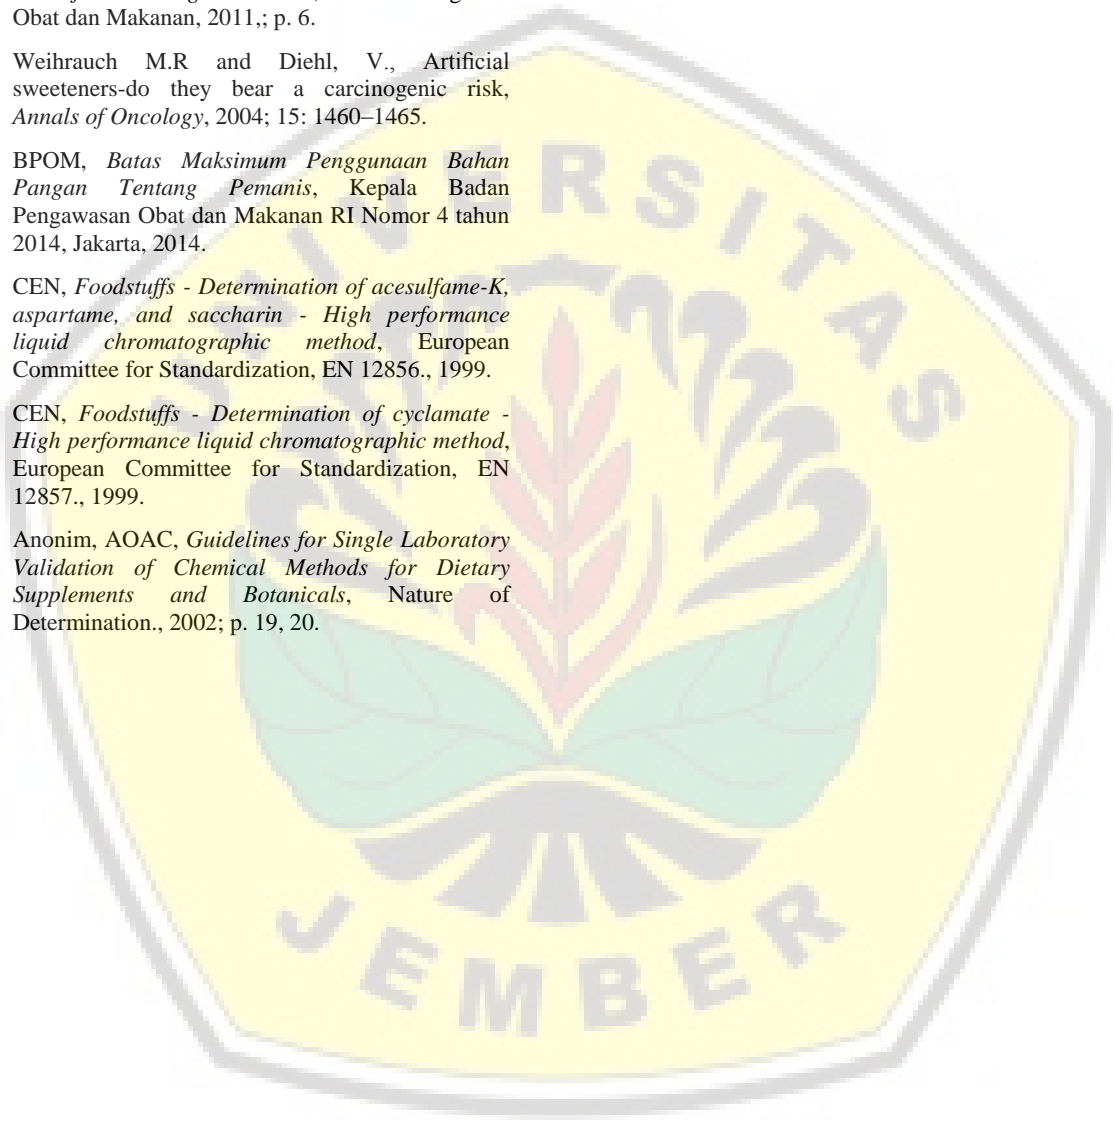 Obat dan Makanan, 2011,; p. 6.
Weihrauch M.R and Diehl, V., Artificial
sweeteners-do they bear a carcinogenic risk,
Annals of Oncology, 2004; 15: 1460–1465.
BPOM, Batas Maksimum Penggunaan Bahan
Pangan Tentang Pemanis, Kepala Badan
Pengawasan Obat dan Makanan RI Nomor 4 tahun
2014, Jakarta, 2014.
CEN, Foodstuffs - Determination of acesulfame-K,
aspartame, and saccharin - High performance
liquid chromatographic method, European
Committee for Standardization, EN 12856., 1999.
CEN, Foodstuffs - Determination of cyclamate -
High performance liquid chromatographic method,
European Committee for Standardization, EN
12857., 1999.
Anonim, AOAC, Guidelines for Single Laboratory
Validation of Chemical Methods for Dietary
Supplements and Botanicals, Nature of
Determination., 2002; p. 19, 20.
UNIVERSITAS
JEMBER